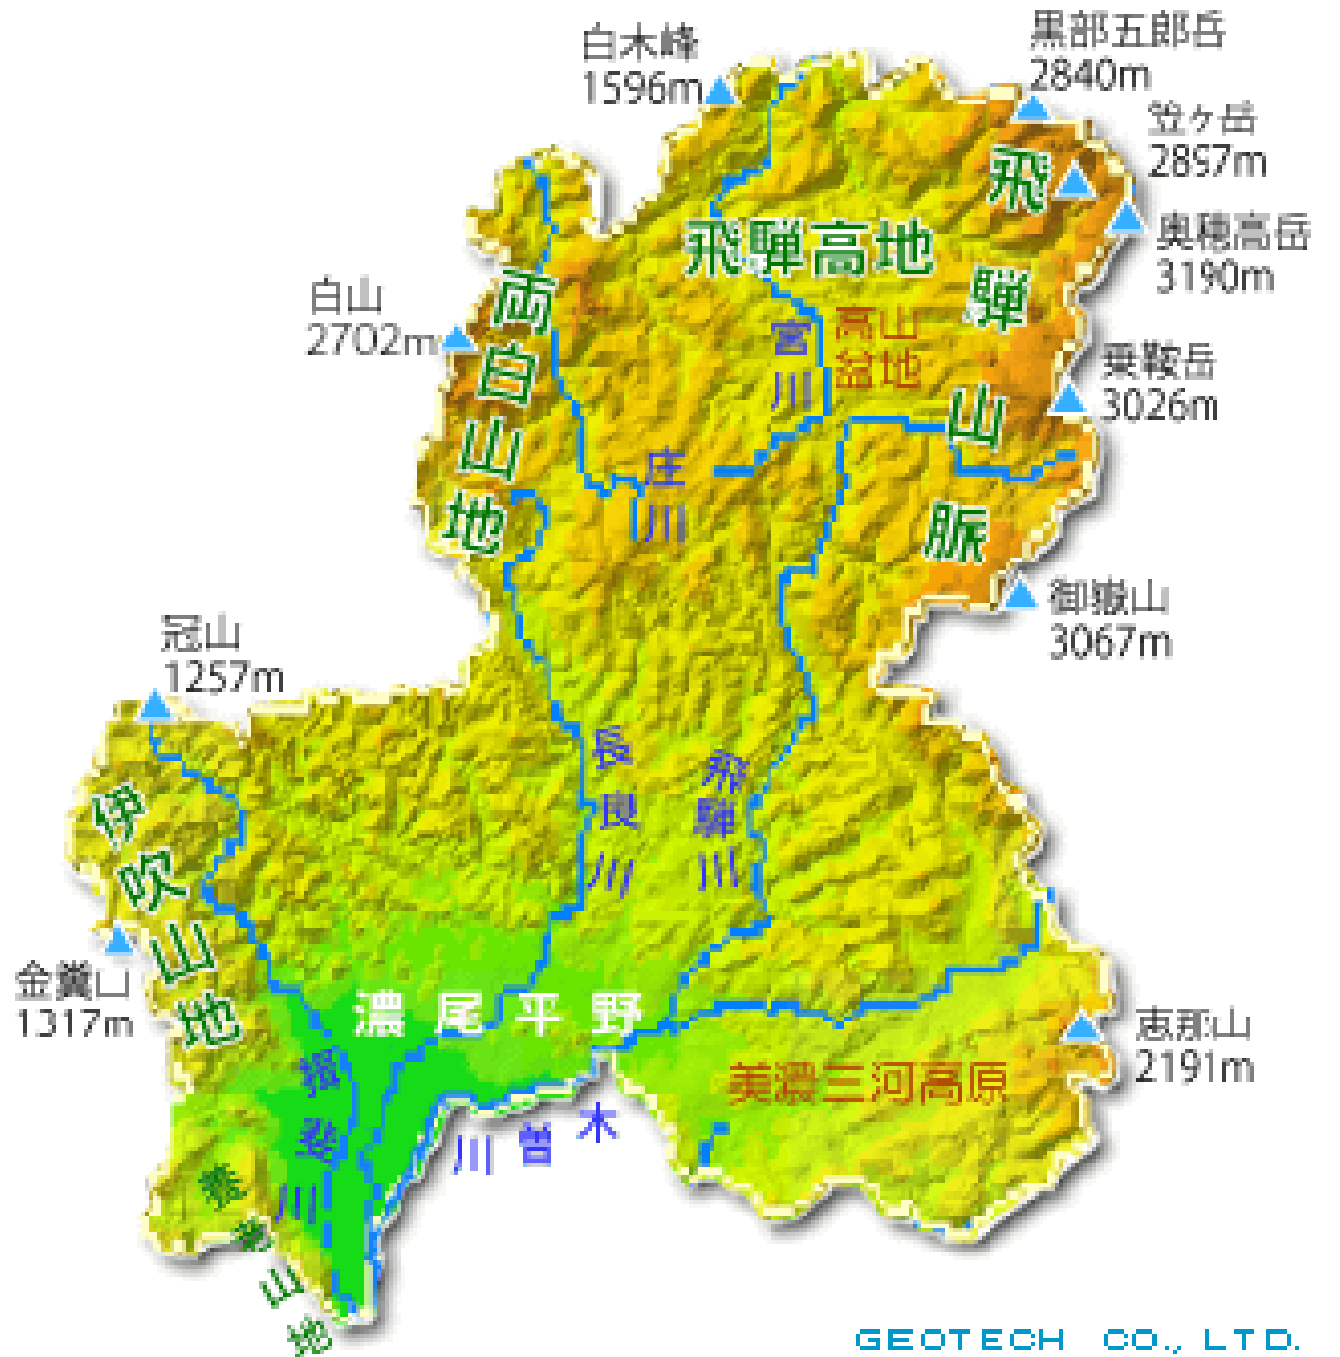 白木峰
1596m
黒部五郎岳
2840m
笠ヶ岳
2897m
奥穂高岳
3190m
飛騨山脈
飛騨高地
白山
2702m
両白山地
宮川
高山
盆地
乗鞍岳
3026m
庄川
御嶽山
3067m
冠山
1257m
長良川
飛騨川
伊吹山地
金糞山
1317m
濃尾平野
恵那山
2191m
揖斐川
美濃三河高原
木曽川
養老山地
GEOTECH CO., LTD.